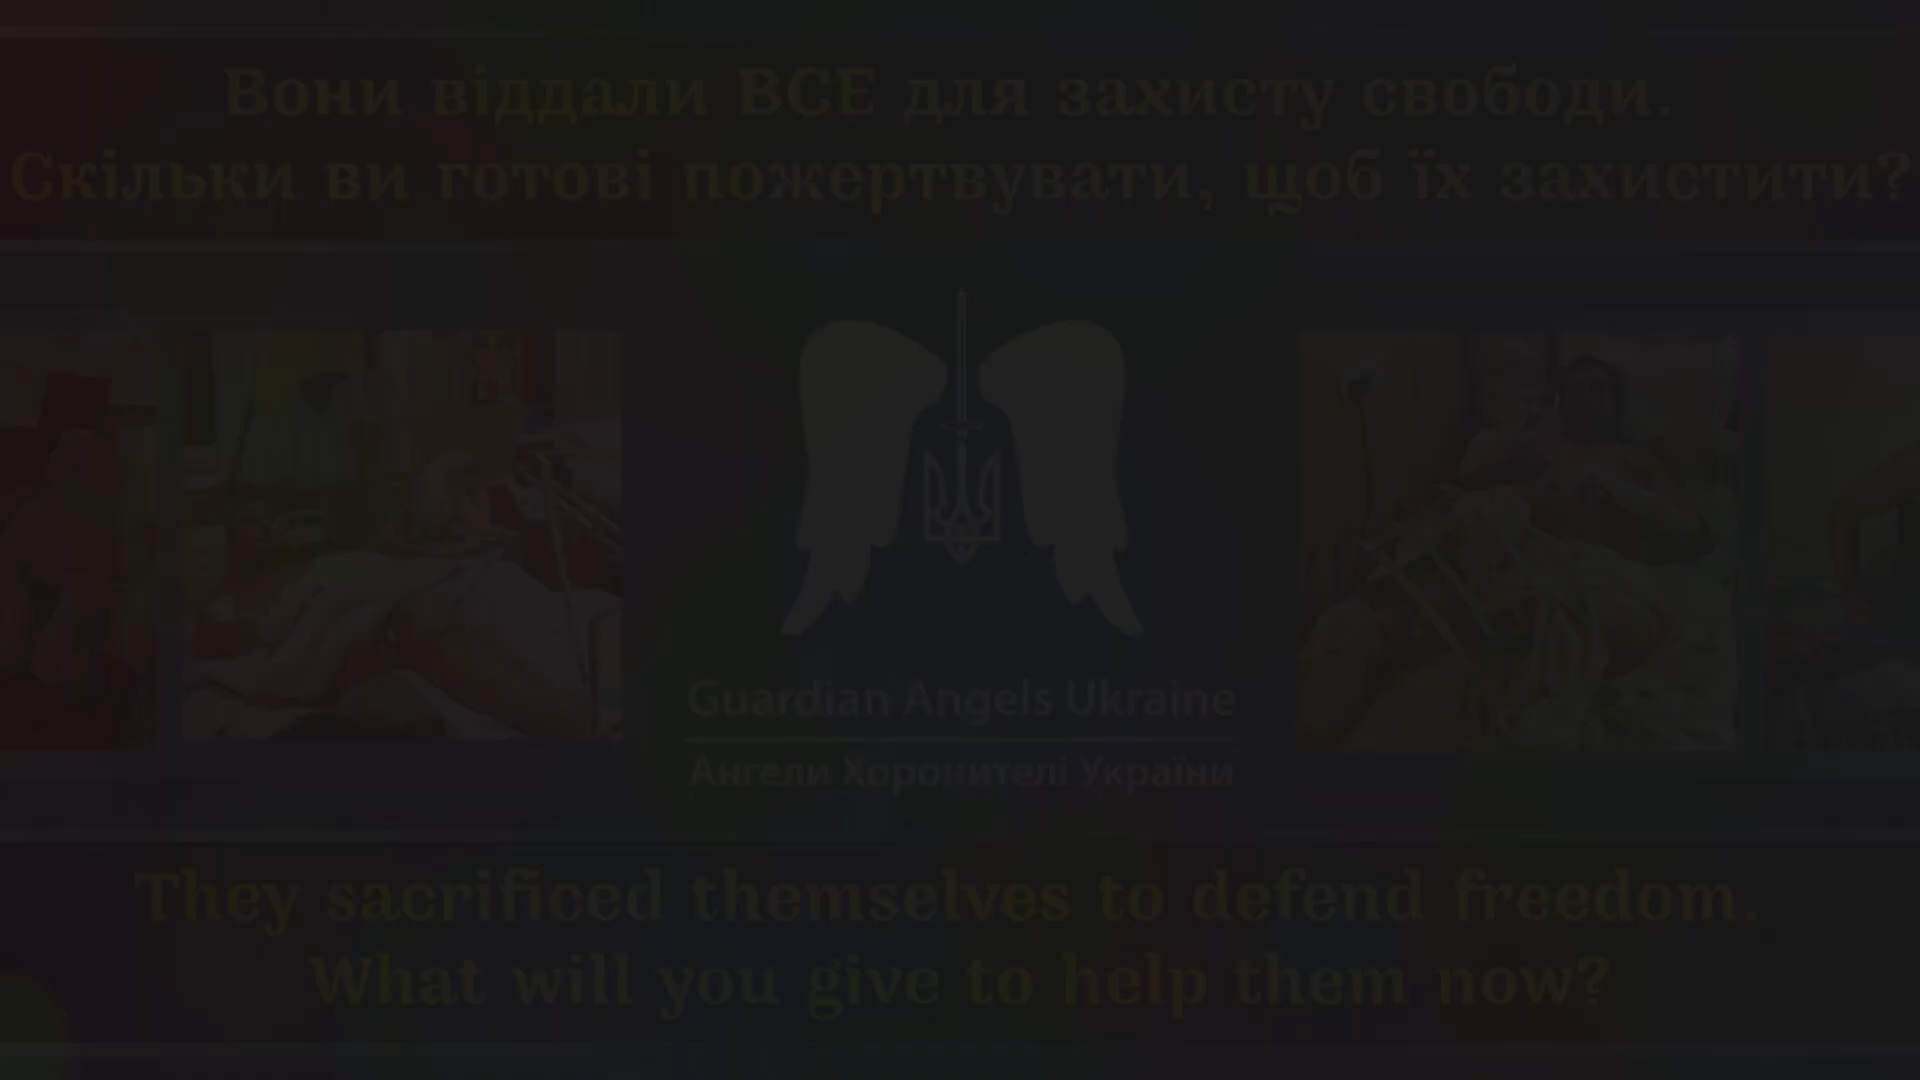 Вони віддали ВСЕ для захисту свободи.
Скільки ви готові пожертвувати, щоб їх захистити?
Guardian Angels Ukraine
Ангели Хоронителі України
They sacrificed themselves to defend freedom.
What will you give to help them now?